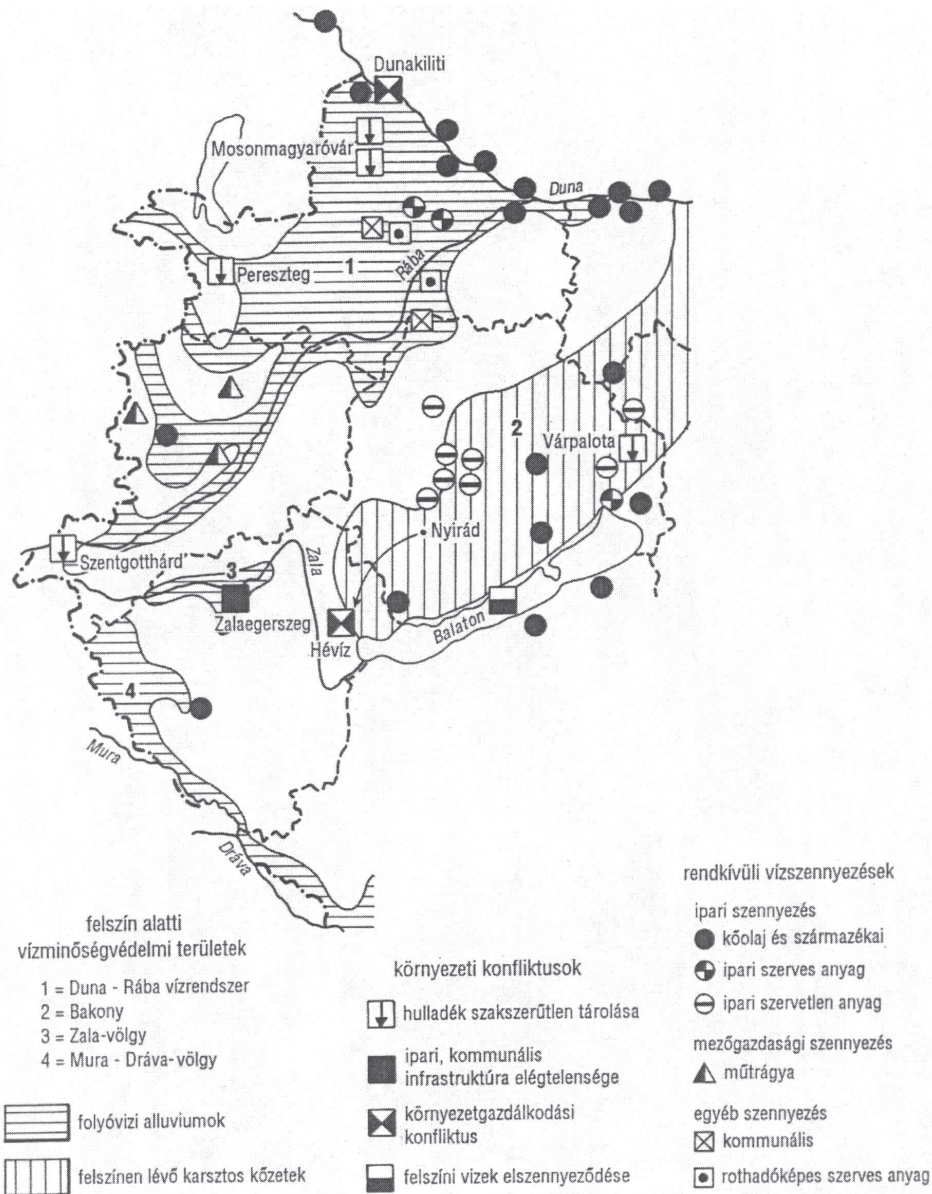 Dunakiliti
Mosonmagyaróvár
Duna
Pereszteg
1
Rába
2
Várpalota
Nyirád
Szentgotthárd
3
Zala
Zalaegerszeg
Hévíz
Balaton
4
Mura
Dráva
felszín alatti
vízminőségvédelmi területek
1 = Duna - Rába vízrendszer
2 = Bakony
3 = Zala-völgy
4 = Mura - Dráva-völgy
folyóvizi alluviumok
felszínen lévő karsztos kőzetek
környezeti konfliktusok
hulladék szakszerűtlen tárolása
ipari, kommunális
infrastruktúra elégtelensége
környezetgazdálkodási
konfliktus
felszíni vizek elszennyeződése
rendkívüli vízszennyezések
ipari szennyezés
kőolaj és származékai
ipari szerves anyag
ipari szervetlen anyag
mezőgazdasági szennyezés
műtrágya
egyéb szennyezés
kommunális
rothadóképes szerves anyag